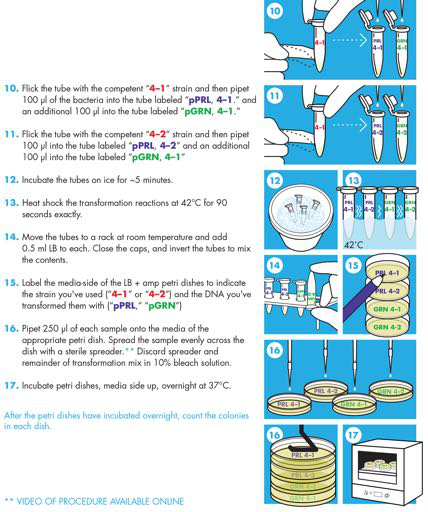 10. Flick the tube with the competent “4–1” strain and then pipet
100 µl of the bacteria into the tube labeled “pPRL, 4–1.” and
an additional 100 µl into the tube labeled “pGRN, 4–1.”
11. Flick the tube with the competent “4–2” strain and then pipet
100 µl into the tube labeled “pPRL, 4–2” and an additional
100 µl into the tube labeled “pGRN, 4–1”
12. Incubate the tubes on ice for ~5 minutes.
13. Heat shock the transformation reactions at 42°C for 90
seconds exactly.
14. Move the tubes to a rack at room temperature and add
0.5 ml LB to each. Close the caps, and invert the tubes to mix
the contents.
15. Label the media-side of the LB + amp petri dishes to indicate
the strain you've used (“4–1” or “4–2”) and the DNA you've
transformed them with (“pPRL,” “pGRN”)
16. Pipet 250 µl of each sample onto the media of the
appropriate petri dish. Spread the sample evenly across the
dish with a sterile spreader.** Discard spreader and
remainder of transformation mix in 10% bleach solution.
17. Incubate petri dishes, media side up, overnight at 37°C.
After the petri dishes have incubated overnight, count the colonies
in each dish.
** VIDEO OF PROCEDURE AVAILABLE ONLINE
10
4–1
PRL
4–1
GRN
4–1
11
4–1
PRL
4–2
GRN
4–2
12
13
PRL
4–1
PRL
4–2
GRN
4–1
GRN
4–2
42°C
14
15
PRL 4–1
PRL 4–2
GRN 4–1
GRN 4–2
16
PRL 4–1
PRL 4–2
GRN 4–1
GRN 4–2
16
PRL 4–1
PRL 4–2
GRN 4–1
17